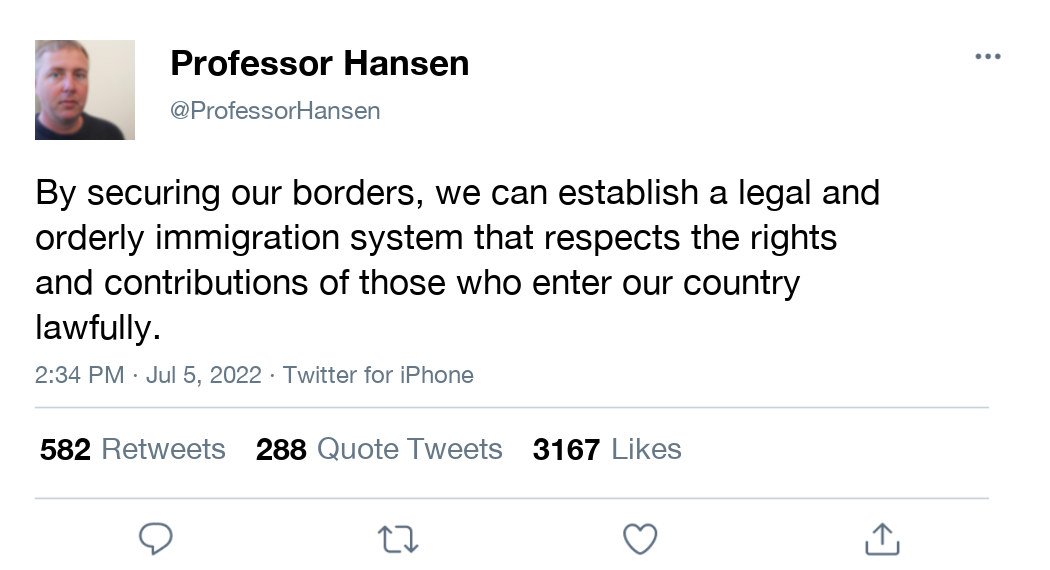 Professor Hansen
@ProfessorHansen
By securing our borders, we can establish a legal and
orderly immigration system that respects the rights
and contributions of those who enter our country
lawfully.
2:34 PM · Jul 5, 2022 · Twitter for iPhone
582 Retweets 288 Quote Tweets 3167 Likes